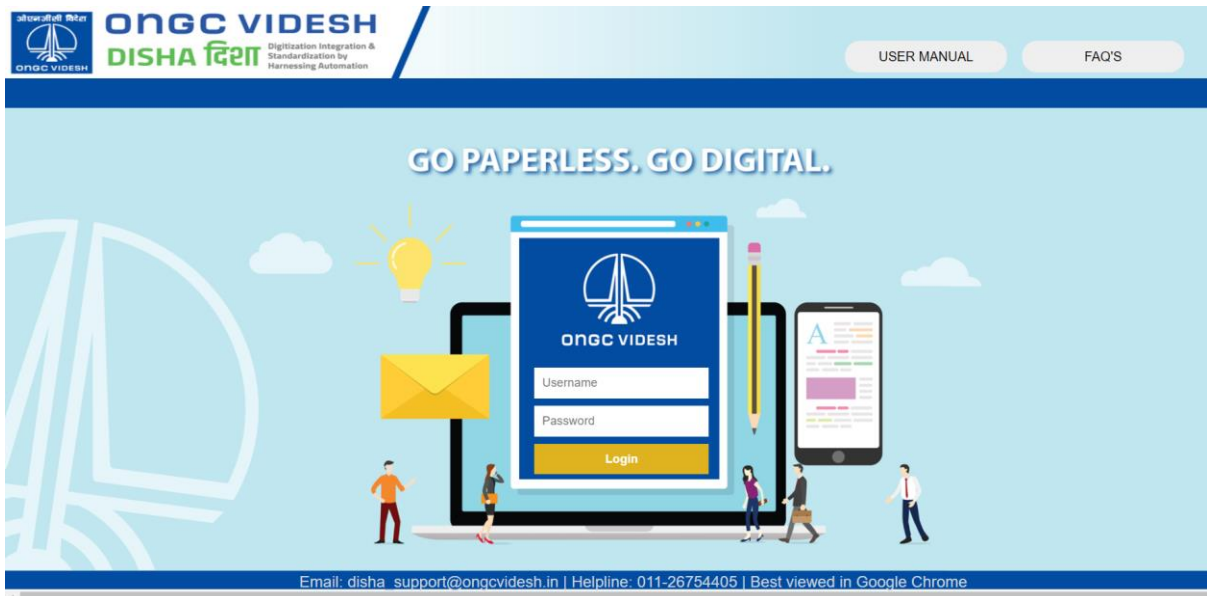 ओएनजीसी विदेश
ONGC VIDESH
ONGC VIDESH
DISHA दिशा
Digitization Integration &
Standardization by
Harnessing Automation
USER MANUAL
FAQ'S
GO PAPERLESS. GO DIGITAL.
ONGC VIDESH
A
Username
Password
Login
Email: disha_support@ongcvidesh.in | Helpline: 011-26754405 | Best viewed in Google Chrome